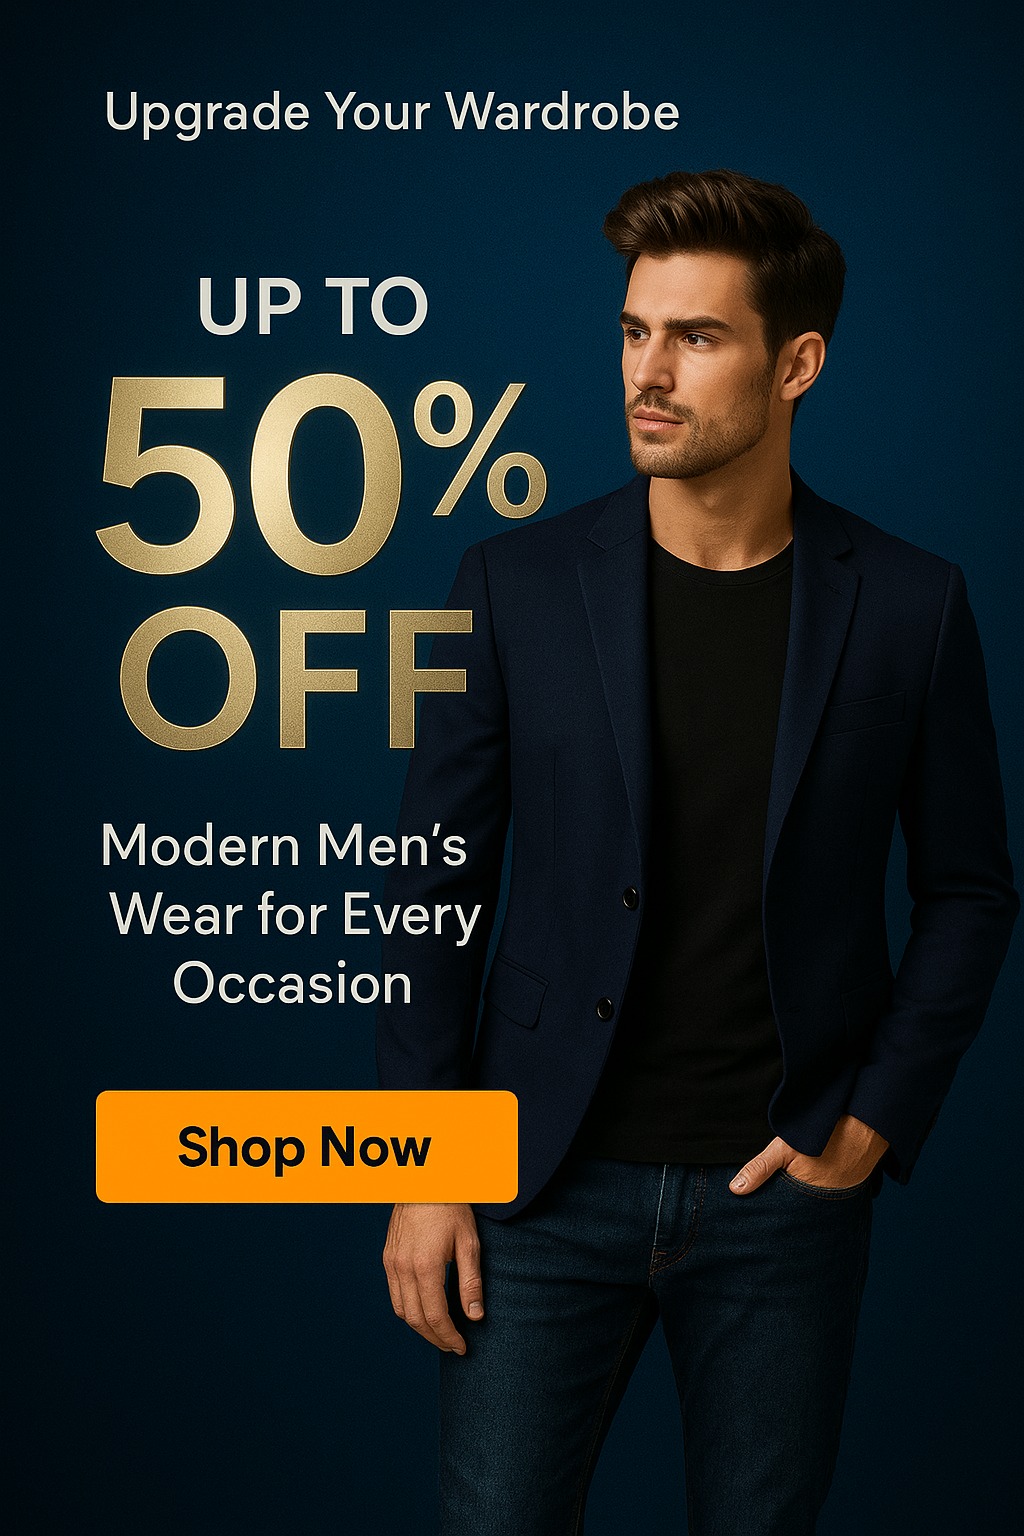 Upgrade Your Wardrobe
UP TO
50%
OFF
Modern Men’s
Wear for Every
Occasion
Shop Now